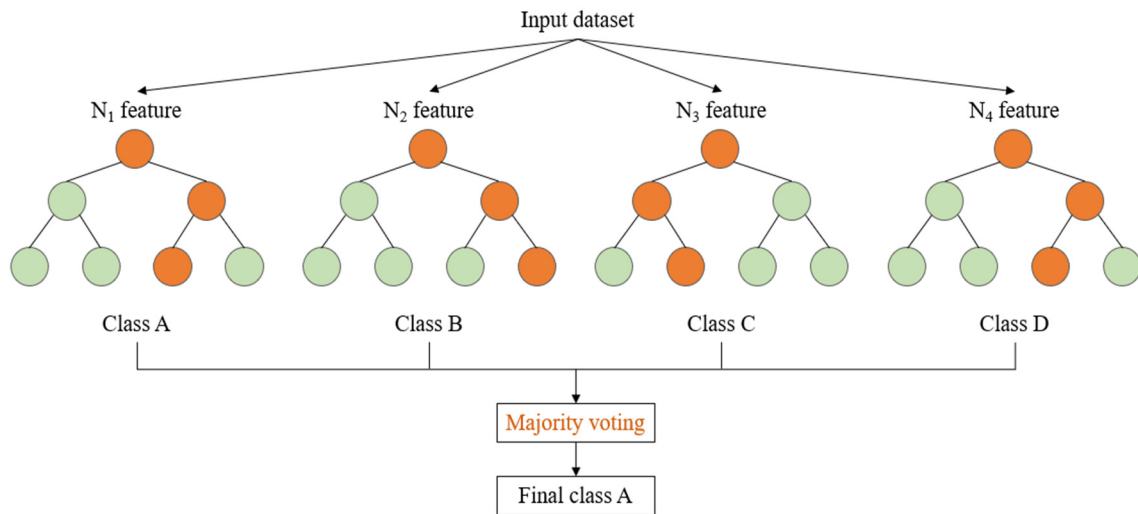 Input dataset
N₁ feature
N₂ feature
N₃ feature
N₄ feature
Class A
Class B
Class C
Class D
Majority voting
Final class A